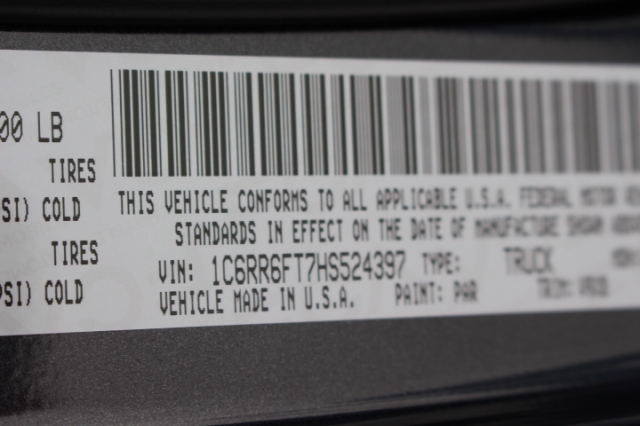 00 LB
TIRES
SI) COLD
TIRES
PSI) COLD
THIS VEHICLE CONFORMS TO ALL APPLICABLE U.S.A. FEDERAL MOTOR
STANDARDS IN EFFECT ON THE DATE OF MANUFACTURE SHOWN
VIN: 1C6RR6FT7HS524397 TYPE: TRUCK
VEHICLE MADE IN U.S.A. PAINT: PAR TRIM: